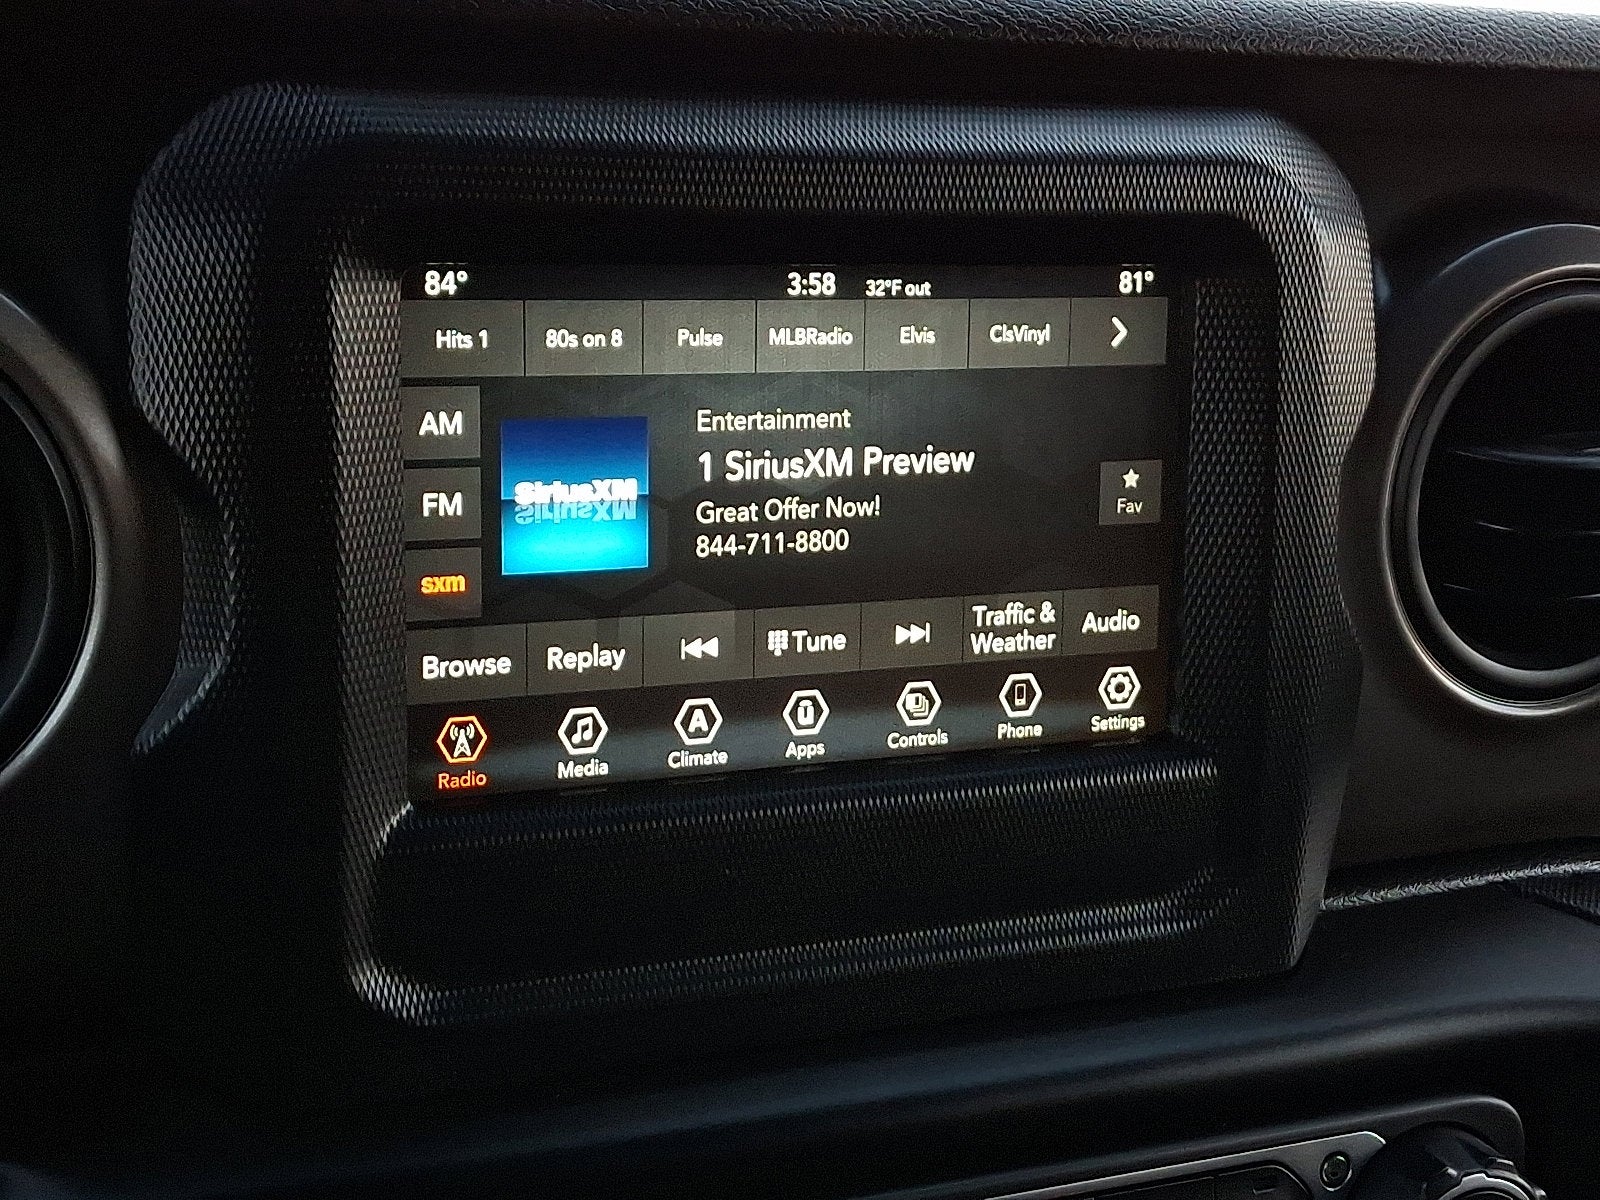 84° 3:58 32°F out 81°
Hits 1 80s on 8 Pulse MLBRadio Elvis ClsVinyl
AM
FM
sxm
SiriusXM
Entertainment
1 SiriusXM Preview
Great Offer Now!
844-711-8800
Fav
Browse Replay Tune Traffic & Weather Audio
Radio Media Climate Apps Controls Phone Settings